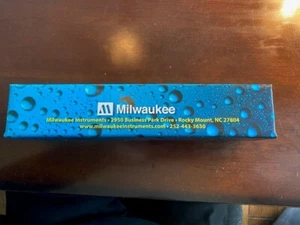 Milwaukee
Milwaukee Instruments • 2950 Business Park Drive • Rocky Mount, NC 27804
www.milwaukeeinstruments.com • 252-443-3630